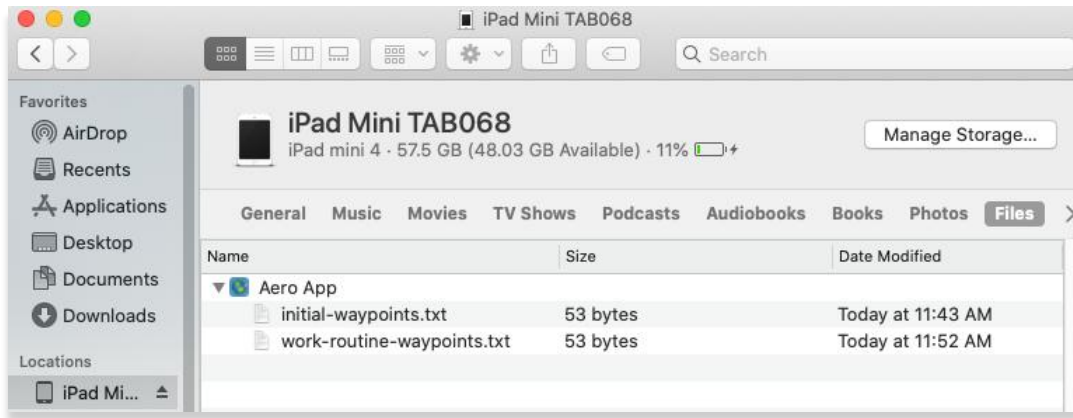 iPad Mini TAB068
Search
Favorites
AirDrop
Recents
Applications
Desktop
Documents
Downloads
Locations
iPad Mi...
iPad Mini TAB068
iPad mini 4 · 57.5 GB (48.03 GB Available) · 11%
Manage Storage...
General Music Movies TV Shows Podcasts Audiobooks Books Photos Files
Name Size Date Modified
Aero App
initial-waypoints.txt 53 bytes Today at 11:43 AM
work-routine-waypoints.txt 53 bytes Today at 11:52 AM